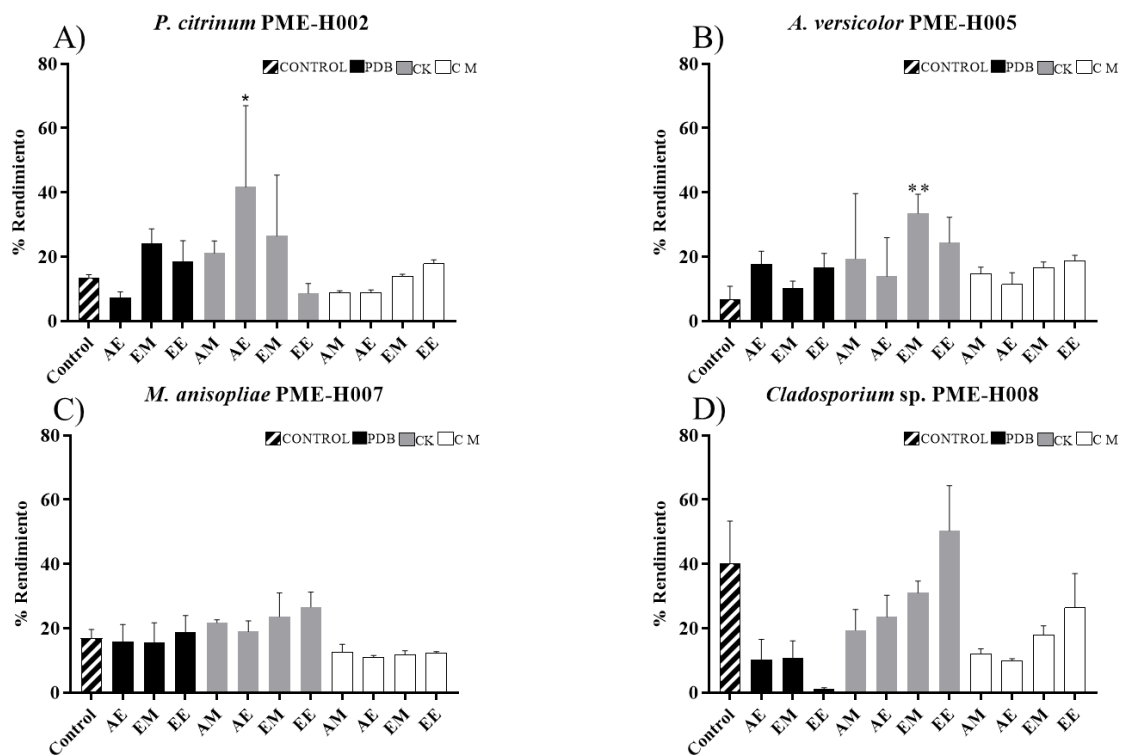 A)
P. citrinum PME-H002
CONTROL PDB CK C M
% Rendimiento
80
60
40
20
0
*
Control AE EM EE AM AE EM EE AM AE EM EE
B)
A. versicolor PME-H005
CONTROL PDB CK C M
% Rendimiento
80
60
40
20
0
**
Control AE EM EE AM AE EM EE AM AE EM EE
C)
M. anisopliae PME-H007
CONTROL PDB CK C M
% Rendimiento
80
60
40
20
0
Control AE EM EE AM AE EM EE AM AE EM EE
D)
Cladosporium sp. PME-H008
CONTROL PDB CK C M
% Rendimiento
80
60
40
20
0
Control AE EM EE AM AE EM EE AM AE EM EE